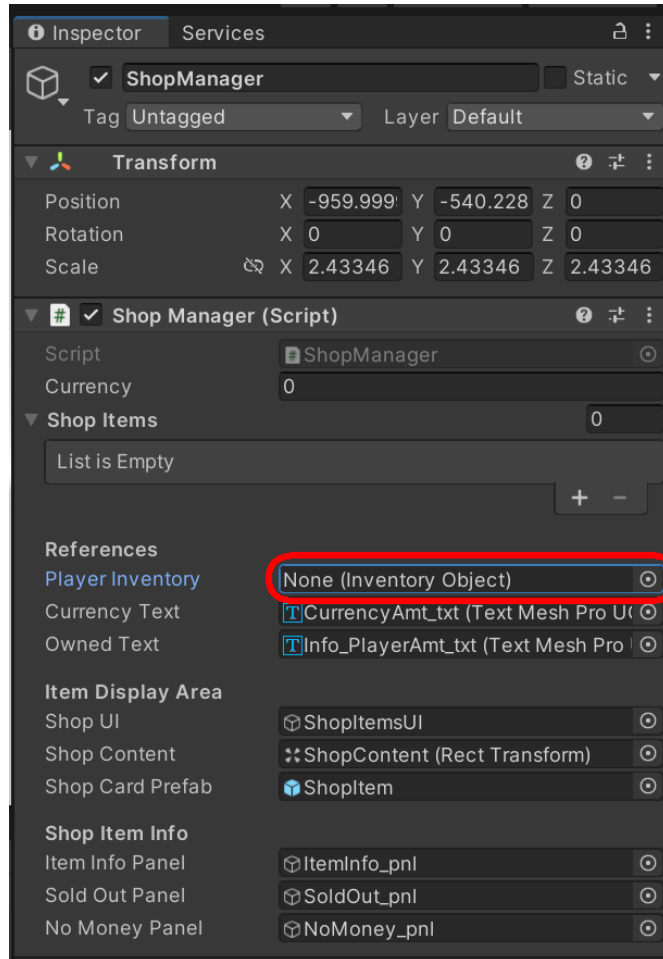 Inspector Services
ShopManager Static
Tag Untagged Layer Default
Transform
Position X -959.999 Y -540.228 Z 0
Rotation X 0 Y 0 Z 0
Scale X 2.43346 Y 2.43346 Z 2.43346
# Shop Manager (Script)
Script # ShopManager
Currency 0
Shop Items 0
List is Empty
+ −
References
Player Inventory None (Inventory Object)
Currency Text T CurrencyAmt_txt (Text Mesh Pro U
Owned Text T Info_PlayerAmt_txt (Text Mesh Pro
Item Display Area
Shop UI ShopItemsUI
Shop Content ShopContent (Rect Transform)
Shop Card Prefab ShopItem
Shop Item Info
Item Info Panel ItemInfo_pnl
Sold Out Panel SoldOut_pnl
No Money Panel NoMoney_pnl